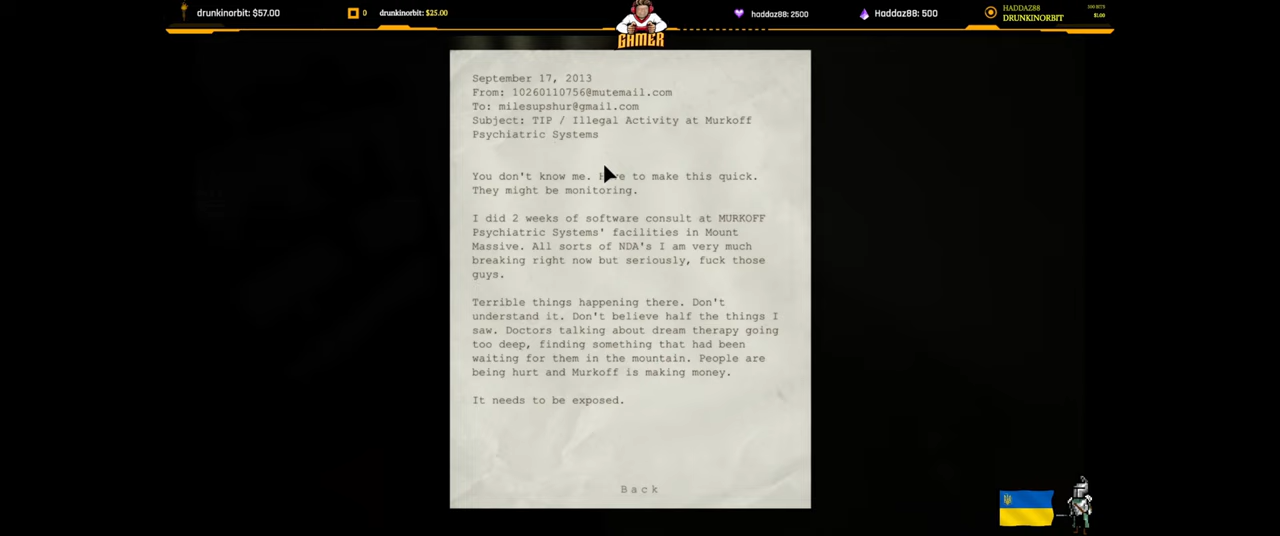 drunkinorbit: $57.00
0
drunkinorbit: $25.00
GAMER
haddaz88: 2500
Haddaz88: 500
HADDAZ88
DRUNKINORBIT
500 BITS
$1.00
September 17, 2013
From: 10260110756@mutemail.com
To: milesupshur@gmail.com
Subject: TIP / Illegal Activity at Murkoff
Psychiatric Systems
You don't know me. Have to make this quick.
They might be monitoring.
I did 2 weeks of software consult at MURKOFF
Psychiatric Systems' facilities in Mount
Massive. All sorts of NDA's I am very much
breaking right now but seriously, fuck those
guys.
Terrible things happening there. Don't
understand it. Don't believe half the things I
saw. Doctors talking about dream therapy going
too deep, finding something that had been
waiting for them in the mountain. People are
being hurt and Murkoff is making money.
It needs to be exposed.
Back